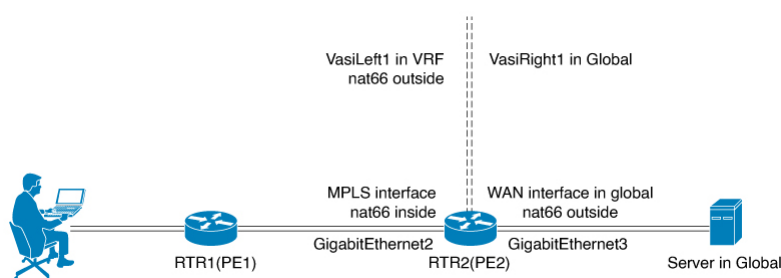 VasiLeft1 in VRF
nat66 outside
VasiRight1 in Global
MPLS interface
nat66 inside
WAN interface in global
nat66 outside
GigabitEthernet2
GigabitEthernet3
RTR1(PE1)
RTR2(PE2)
Server in Global